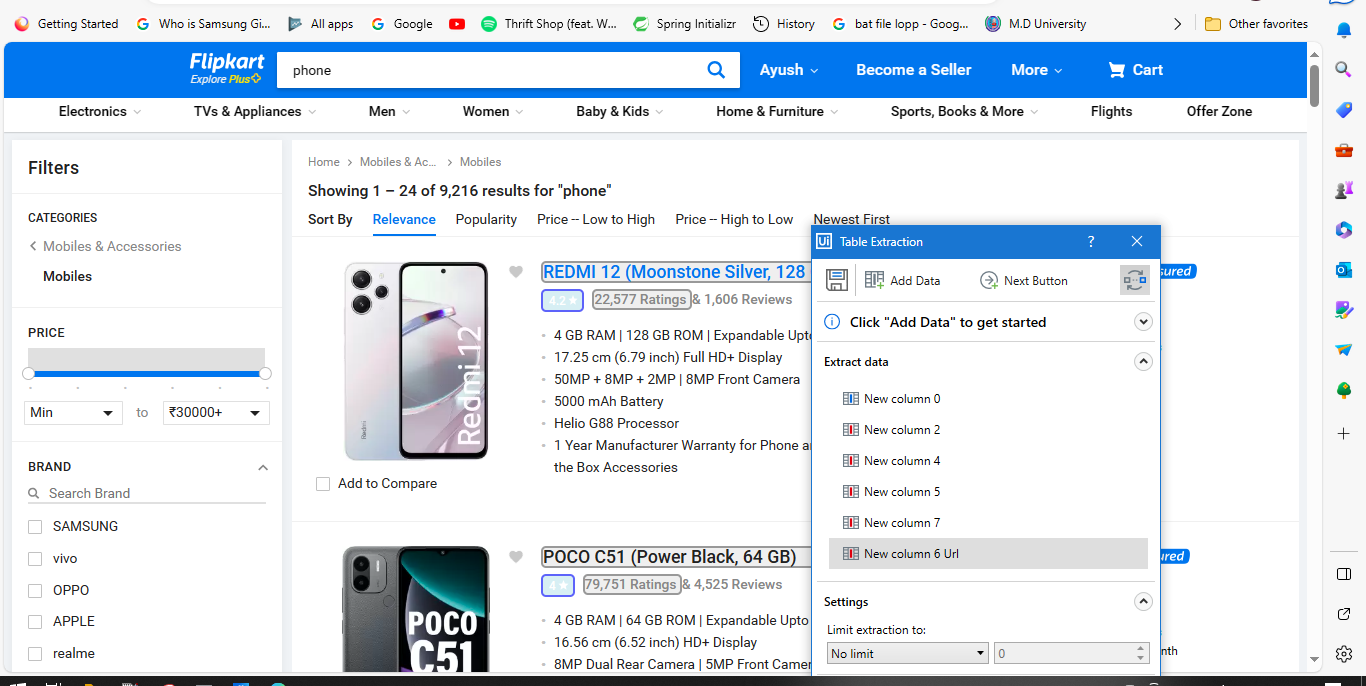 Getting Started Who is Samsung Gi... All apps Google Thrift Shop (feat. W... Spring Initializr History bat file lopp - Goog... M.D University Other favorites
Flipkart
Explore Plus
phone
Ayush Become a Seller More Cart
Electronics TVs & Appliances Men Women Baby & Kids Home & Furniture Sports, Books & More Flights Offer Zone
Filters
CATEGORIES
Mobiles & Accessories
Mobiles
PRICE
Min to ₹30000+
BRAND
Search Brand
SAMSUNG
vivo
OPPO
APPLE
realme
Home Mobiles & Ac... Mobiles
Showing 1 – 24 of 9,216 results for "phone"
Sort By Relevance Popularity Price -- Low to High Price -- High to Low Newest First
Redmi 12
Redmi
Add to Compare
REDMI 12 (Moonstone Silver, 128
4.2 ★ 22,577 Ratings & 1,606 Reviews
4 GB RAM | 128 GB ROM | Expandable Upto
17.25 cm (6.79 inch) Full HD+ Display
50MP + 8MP + 2MP | 8MP Front Camera
5000 mAh Battery
Helio G88 Processor
1 Year Manufacturer Warranty for Phone
the Box Accessories
POCO
C51
POCO C51 (Power Black, 64 GB)
4 ★ 79,751 Ratings & 4,525 Reviews
4 GB RAM | 64 GB ROM | Expandable Upto
16.56 cm (6.52 inch) HD+ Display
8MP Dual Rear Camera | 5MP Front Camer
sured
ured
nth
Ui Table Extraction ?
Add Data Next Button
Click "Add Data" to get started
Extract data
New column 0
New column 2
New column 4
New column 5
New column 7
New column 6 Url
Settings
Limit extraction to:
No limit 0